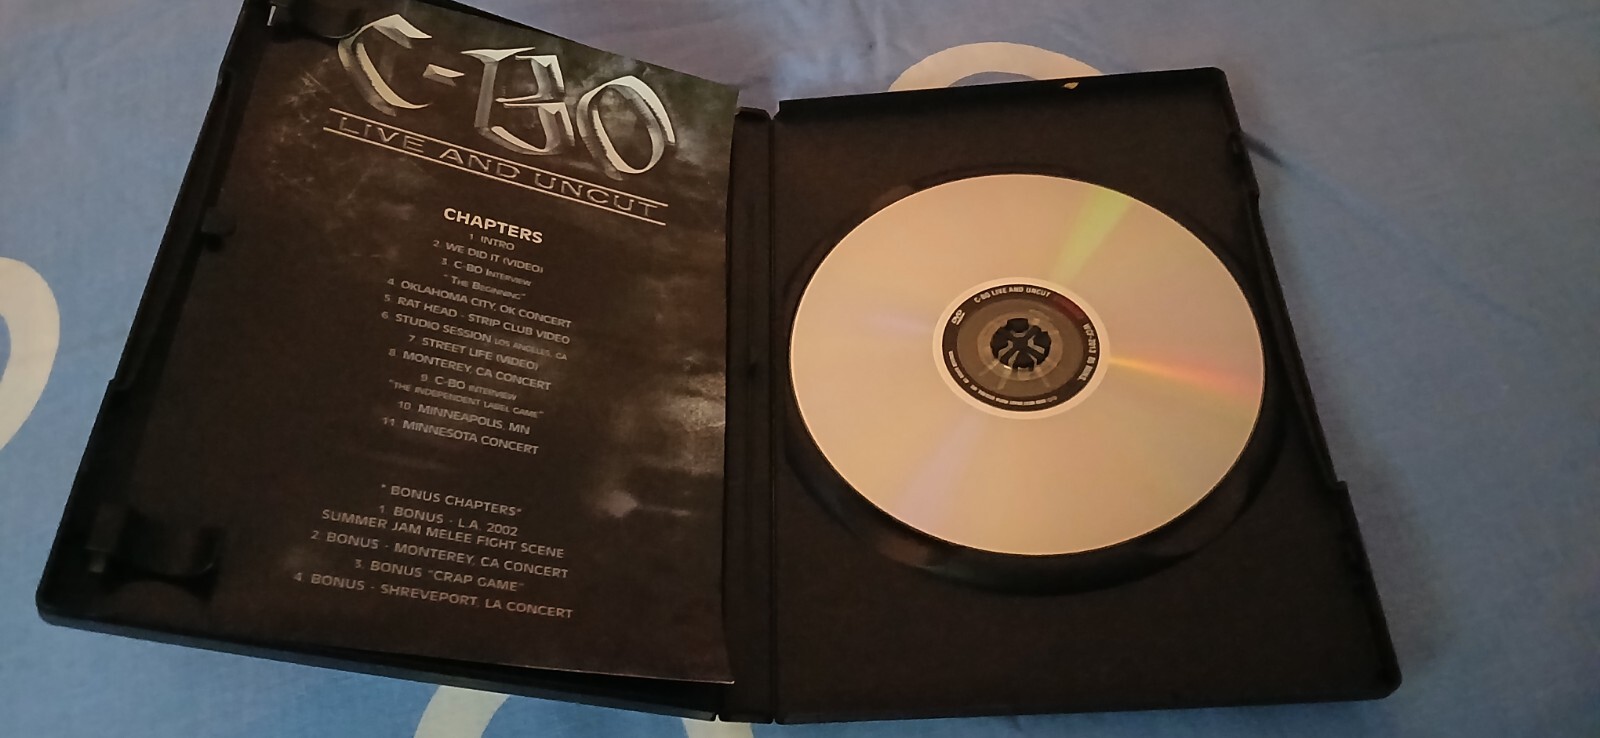 C-BO
LIVE AND UNCUT
CHAPTERS
1. INTRO
2. WE DID IT (VIDEO)
3. C-BO INTERVIEW
"THE BEGINNING"
4. OKLAHOMA CITY, OK CONCERT
5. RAT HEAD - STRIP CLUB VIDEO
6. STUDIO SESSION LOS ANGELES, CA
7. STREET LIFE (VIDEO)
8. MONTEREY, CA CONCERT
9. C-BO INTERVIEW
"THE INDEPENDENT LABEL GAME"
10. MINNEAPOLIS, MN
11. MINNESOTA CONCERT
* BONUS CHAPTERS*
1. BONUS - L.A. 2002
SUMMER JAM MELEE FIGHT SCENE
2. BONUS - MONTEREY, CA CONCERT
3. BONUS "CRAP GAME"
4. BONUS - SHREVEPORT, LA CONCERT
C-BO LIVE AND UNCUT
DVD